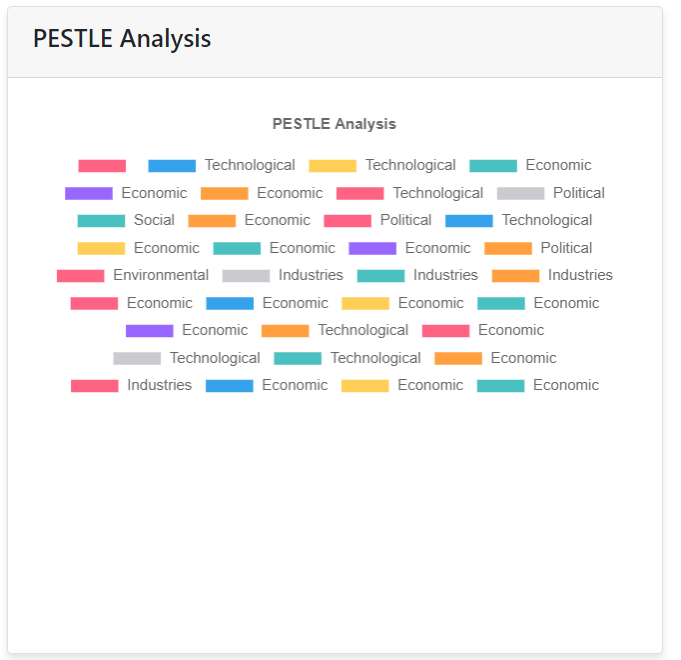 PESTLE Analysis
PESTLE Analysis
Technological Technological Economic
Economic Economic Technological Political
Social Economic Political Technological
Economic Economic Economic Political
Environmental Industries Industries Industries
Economic Economic Economic Economic
Economic Technological Economic
Technological Technological Economic
Industries Economic Economic Economic